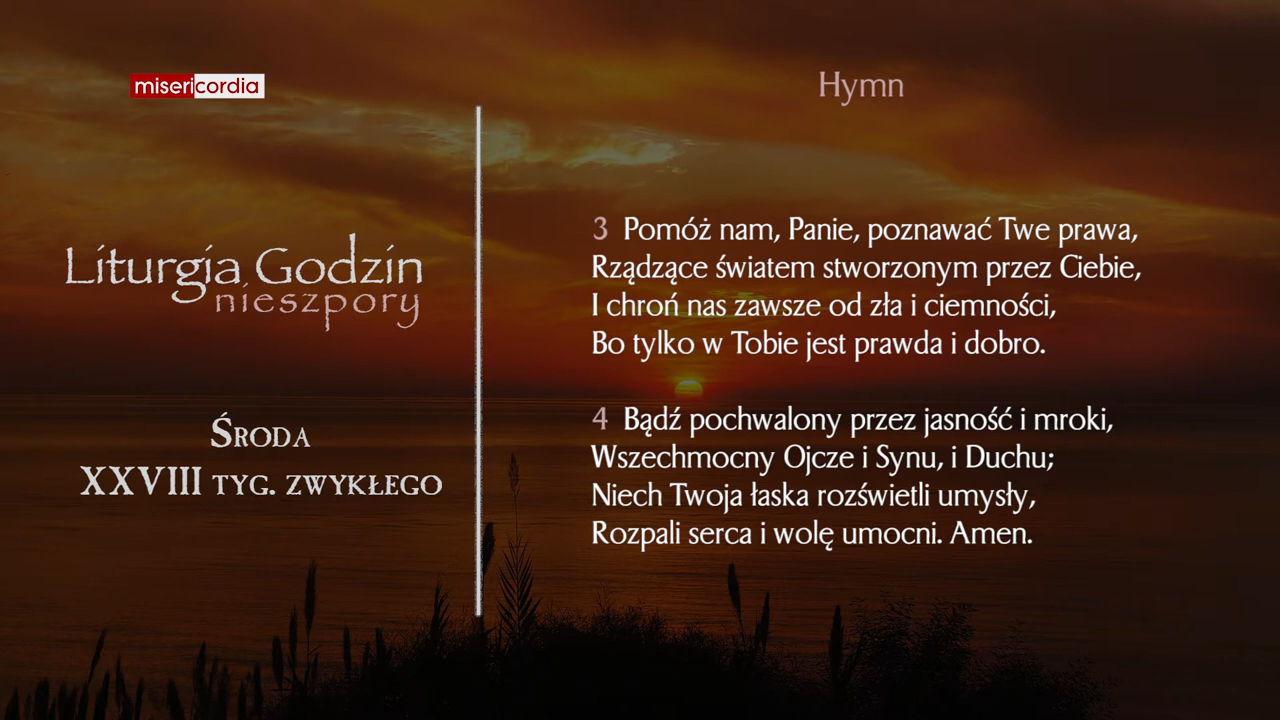 misericordia
Hymn
Liturgia Godzin
nieszpory
Środa
XXVIII tyg. zwykłego
3 Pomóż nam, Panie, poznawać Twe prawa,
Rządzące światem stworzonym przez Ciebie,
I chroń nas zawsze od zła i ciemności,
Bo tylko w Tobie jest prawda i dobro.
4 Bądź pochwalony przez jasność i mroki,
Wszechmocny Ojcze i Synu, i Duchu;
Niech Twoja łaska rozświetli umysły,
Rozpali serca i wolę umocni. Amen.